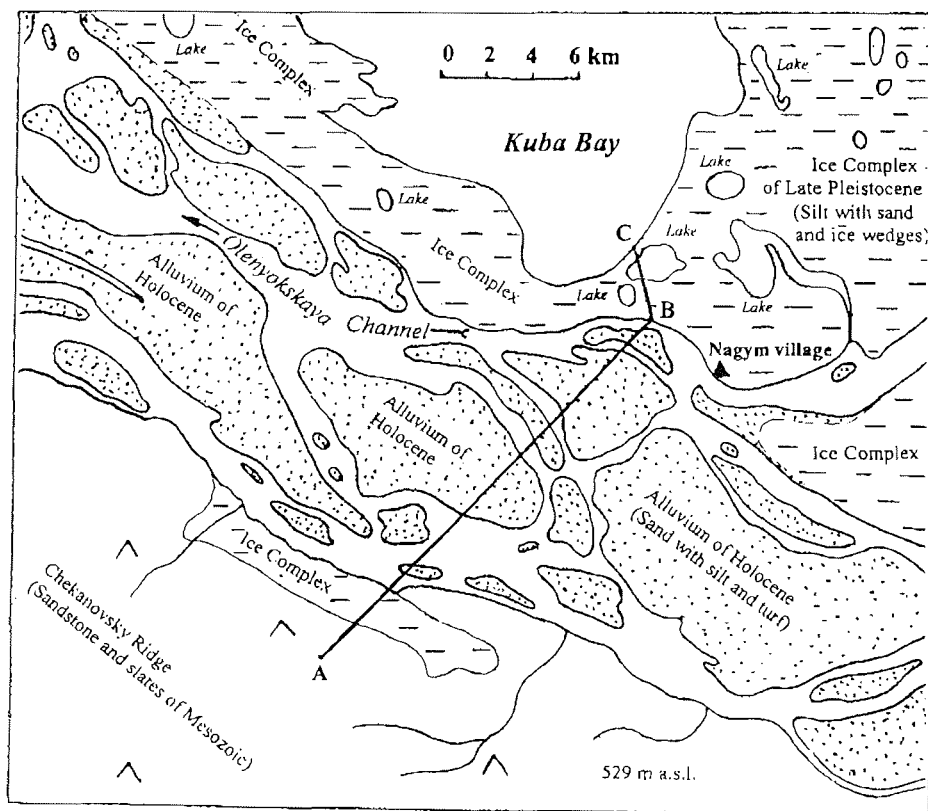 Lake
Ice Complex
0 2 4 6 km
Lake
Kuba Bay
Lake
Ice Complex
of Late Pleistocene
(Silt with sand
and ice wedges)
Lake
C
Lake
Ice Complex
Olenyokskaya
Channel
Alluvium of
Holocene
Lake
B
Lake
Nagym village
Alluvium of
Holocene
Ice Complex
Alluvium of Holocene
(Sand with silt and turf)
Ice Complex
Chekanovsky Ridge
(Sandstone and slates of Mesozoic)
A
529 m a.s.l.